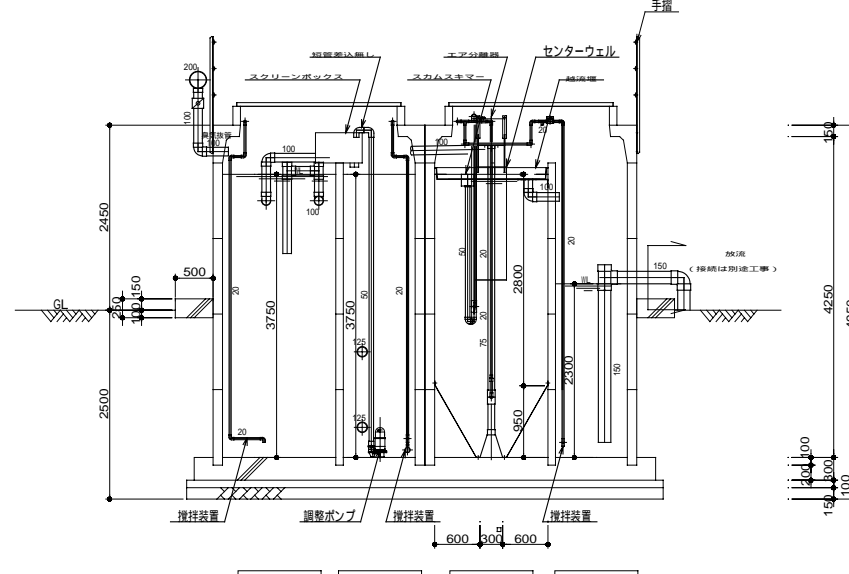 手摺
短管差込無し
エア分離器
センターウェル
スクリーンボックス
スカムスキマー
越流堰
200
100
臭気抜管
100
100
100
100
20
100
150
2450
500
20
50
20
50
20
20
WL
WL
150
放流
(接続は別途工事)
GL
250
100 150
3750
3750
2800
20
75
125
2300
4250
2500
125
950
150
20
100
200
300
100
150
撹拌装置
調整ポンプ
撹拌装置
撹拌装置
600
300
600